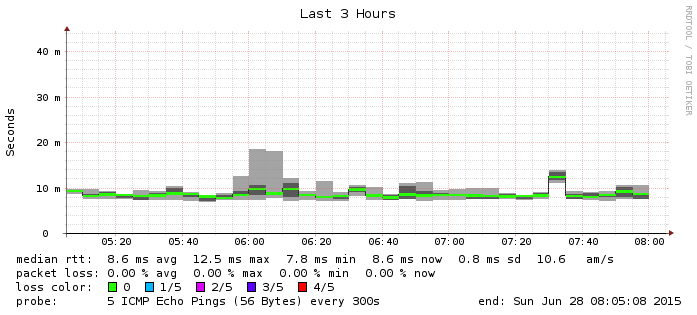 Last 3 Hours
RRDTOOL / TOBI OETIKER
Seconds
40 m
30 m
20 m
10 m
0
05:20 05:40 06:00 06:20 06:40 07:00 07:20 07:40 08:00
median rtt: 8.6 ms avg 12.5 ms max 7.8 ms min 8.6 ms now 0.8 ms sd 10.6 am/s
packet loss: 0.00 % avg 0.00 % max 0.00 % min 0.00 % now
loss color: 0 1/5 2/5 3/5 4/5
probe: 5 ICMP Echo Pings (56 Bytes) every 300s end: Sun Jun 28 08:05:08 2015